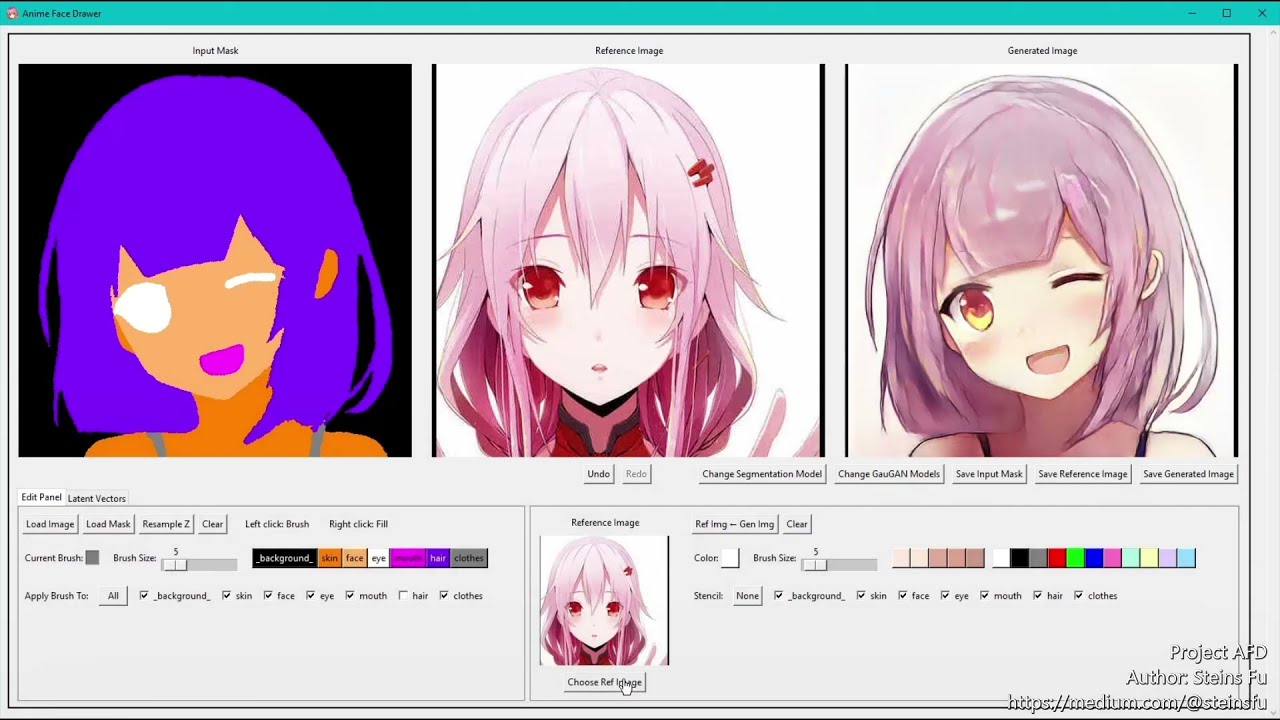 Anime Face Drawer
Input Mask
Reference Image
Generated Image
Undo Redo Change Segmentation Model Change GauGAN Models Save Input Mask Save Reference Image Save Generated Image
Edit Panel Latent Vectors
Load Image Load Mask Resample Z Clear Left click: Brush Right click: Fill
Current Brush: Brush Size: 5 _background_ skin face eye mouth hair clothes
Apply Brush To: All _background_ skin face eye mouth hair clothes
Reference Image
Choose Ref Image
Ref Img ← Gen Img Clear
Color: Brush Size: 5
Stencil: None _background_ skin face eye mouth hair clothes
Project AFD
Author: Steins Fu
https://medium.com/@steinsfu